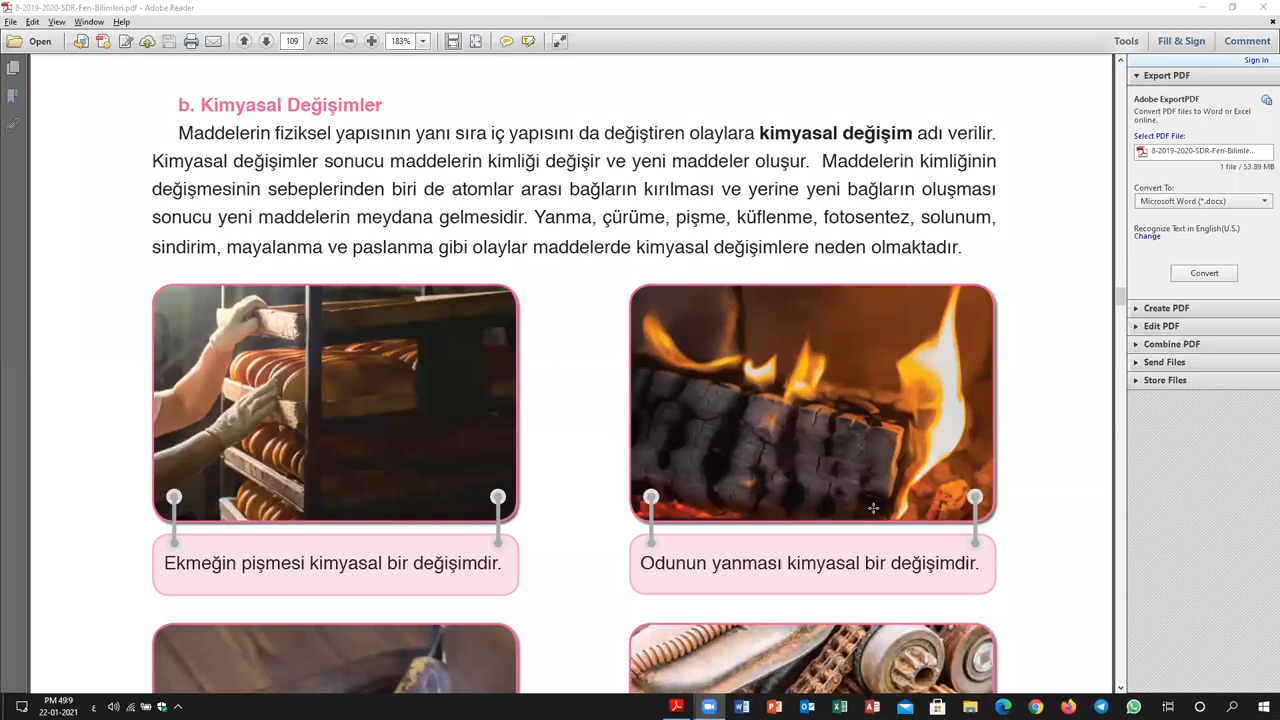 8-2019-2020-SDR-Fen-Bilimleri.pdf - Adobe Reader
File Edit View Window Help
Open 109 / 292 183% Tools Fill & Sign Comment
Sign In
Export PDF
Adobe ExportPDF
Convert PDF files to Word or Excel
online.
Select PDF File:
8-2019-2020-SDR-Fen-Bilimle...
1 file / 53.89 MB
Convert To:
Microsoft Word (*.docx)
Recognize Text in English(U.S.)
Change
Convert
Create PDF
Edit PDF
Combine PDF
Send Files
Store Files
b. Kimyasal Değişimler
Maddelerin fiziksel yapısının yanı sıra iç yapısını da değiştiren olaylara kimyasal değişim adı verilir.
Kimyasal değişimler sonucu maddelerin kimliği değişir ve yeni maddeler oluşur. Maddelerin kimliğinin
değişmesinin sebeplerinden biri de atomlar arası bağların kırılması ve yerine yeni bağların oluşması
sonucu yeni maddelerin meydana gelmesidir. Yanma, çürüme, pişme, küflenme, fotosentez, solunum,
sindirim, mayalanma ve paslanma gibi olaylar maddelerde kimyasal değişimlere neden olmaktadır.
Ekmeğin pişmesi kimyasal bir değişimdir.
Odunun yanması kimyasal bir değişimdir.
PM 49:9
22-01-2021
ع